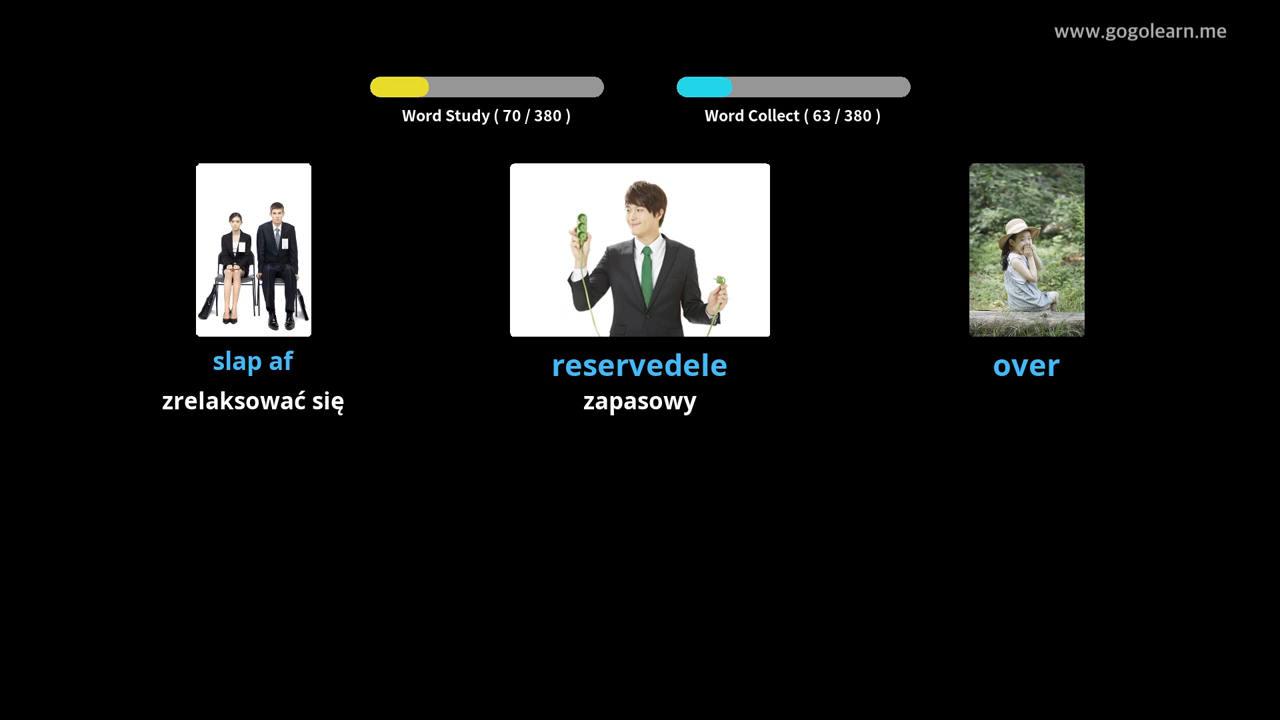 www.gogolearn.me
Word Study ( 70 / 380 )
Word Collect ( 63 / 380 )
slap af
zrelaksować się
reservedele
zapasowy
over